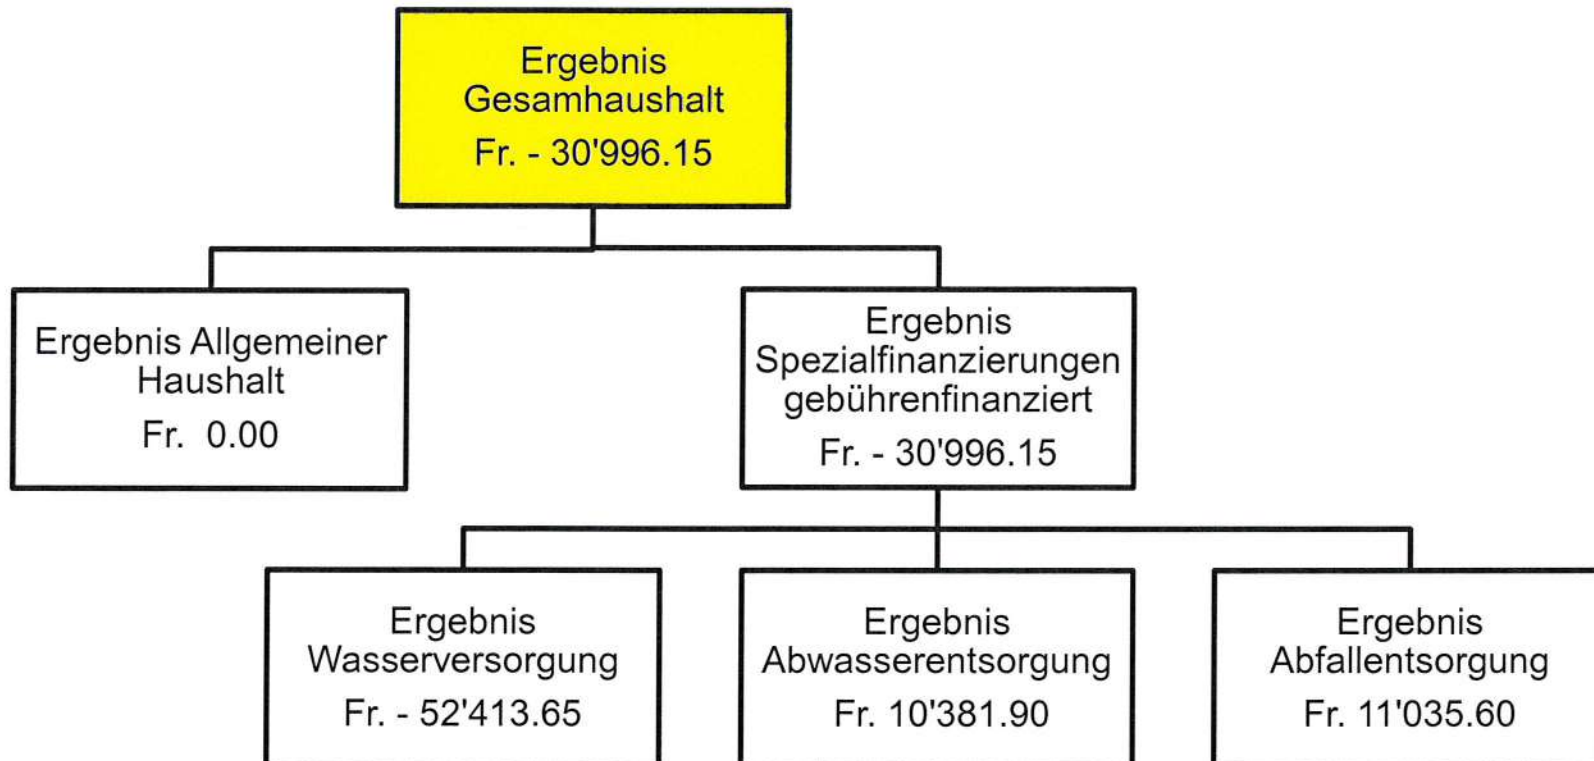 Ergebnis
Gesamhaushalt
Fr. - 30'996.15
Ergebnis Allgemeiner
Haushalt
Fr.  0.00
Ergebnis
Spezialfinanzierungen
gebührenfinanziert
Fr. - 30'996.15
Ergebnis
Wasserversorgung
Fr. - 52'413.65
Ergebnis
Abwasserentsorgung
Fr. 10'381.90
Ergebnis
Abfallentsorgung
Fr. 11'035.60